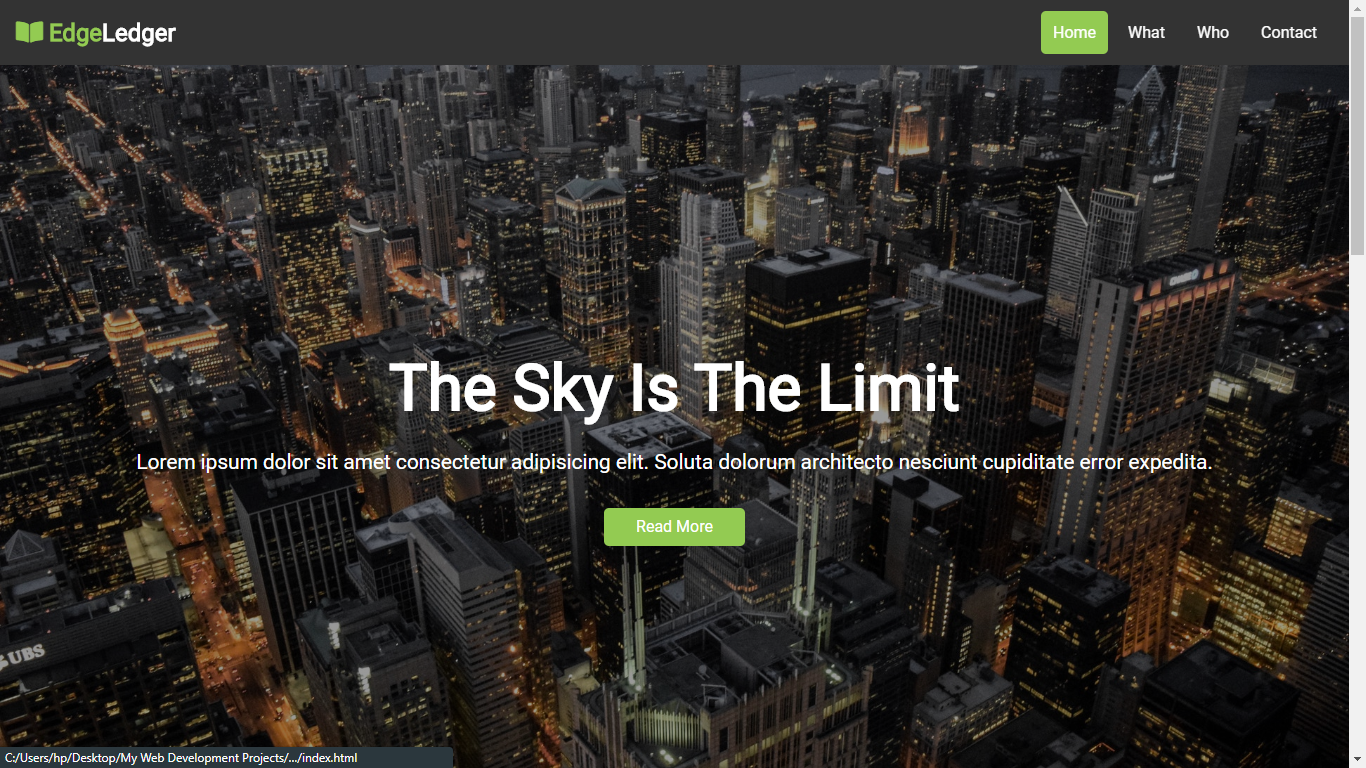 EdgeLedger
Home What Who Contact
The Sky Is The Limit
Lorem ipsum dolor sit amet consectetur adipisicing elit. Soluta dolorum architecto nesciunt cupiditate error expedita.
Read More
UBS
C:/Users/hp/Desktop/My Web Development Projects/.../index.html